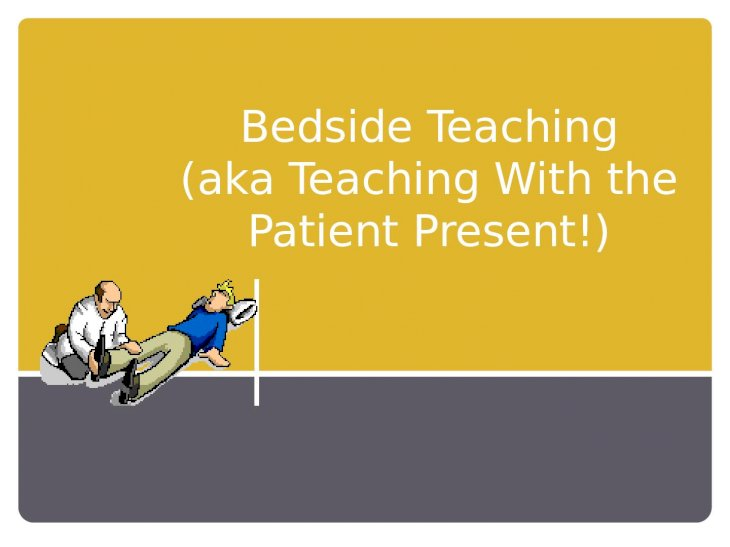 Bedside Teaching
(aka Teaching With the
Patient Present!)